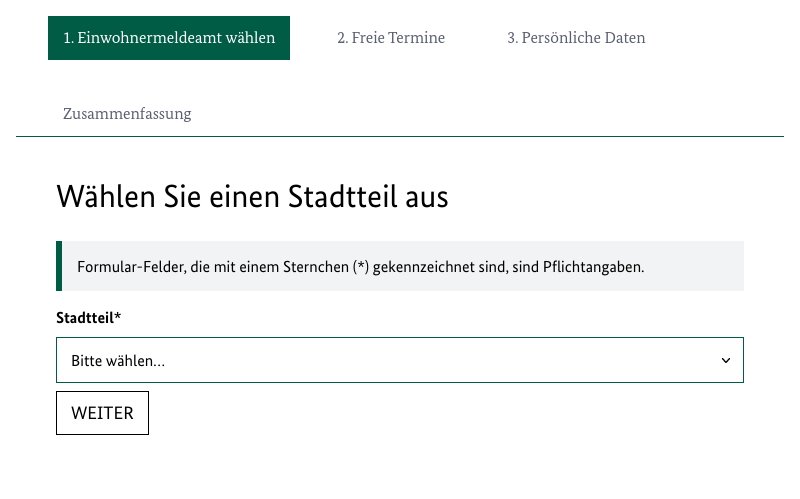 1. Einwohnermeldeamt wählen
2. Freie Termine
3. Persönliche Daten
Zusammenfassung
Wählen Sie einen Stadtteil aus
Formular-Felder, die mit einem Sternchen (*) gekennzeichnet sind, sind Pflichtangaben.
Stadtteil*
Bitte wählen...
WEITER